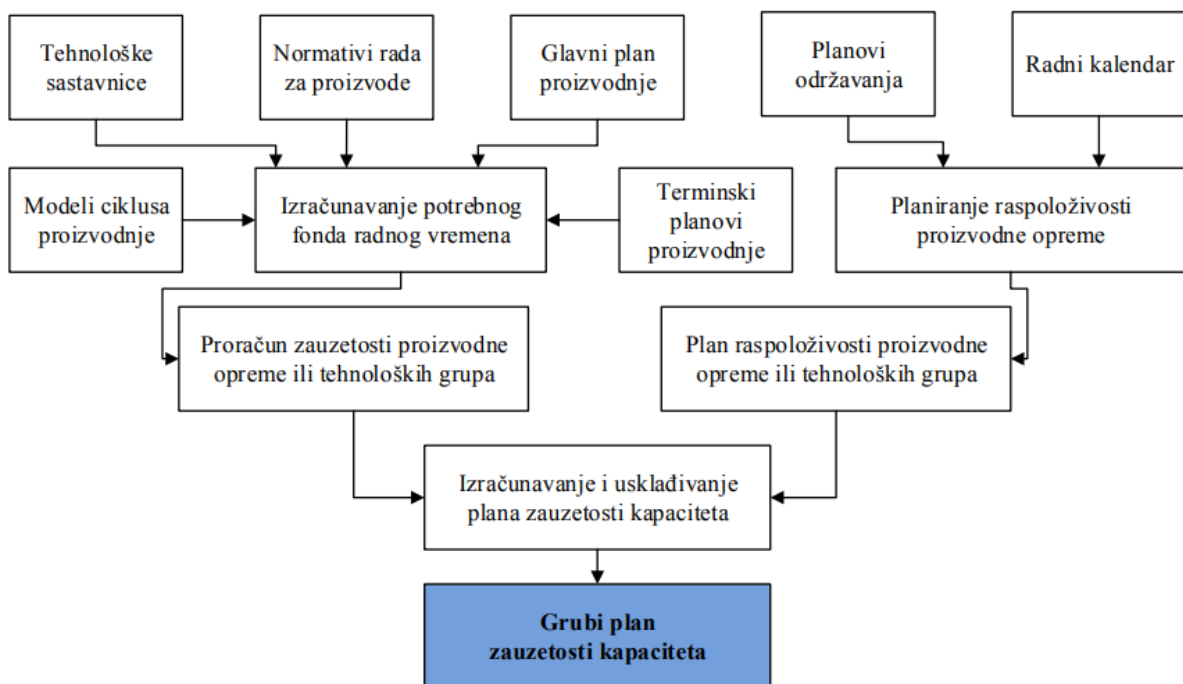 Tehnološke
sastavnice
Normativi rada
za proizvode
Glavni plan
proizvodnje
Planovi
održavanja
Radni kalendar
Modeli ciklusa
proizvodnje
Izračunavanje potrebnog
fonda radnog vremena
Terminski
planovi
proizvodnje
Planiranje raspoloživosti
proizvodne opreme
Proračun zauzetosti proizvodne
opreme ili tehnoloških grupa
Plan raspoloživosti proizvodne
opreme ili tehnoloških grupa
Izračunavanje i usklađivanje
plana zauzetosti kapaciteta
Grubi plan
zauzetosti kapaciteta